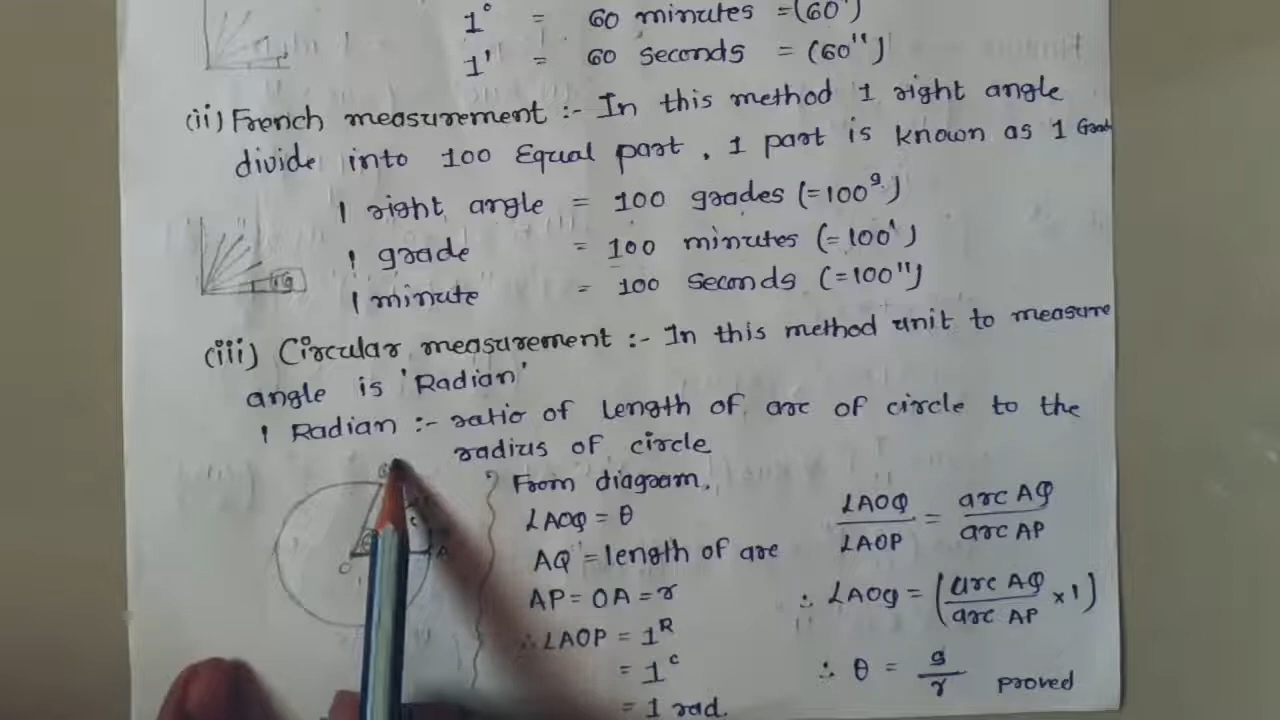 1° = 60 minutes =(60')
1' = 60 seconds = (60'')
(ii) French measurement :- In this method 1 right angle
divide into 100 Equal part, 1 part is known as 1
1 right angle = 100 grades (=100ᵍ)
1 grade = 100 minutes (=100')
1 minute = 100 seconds (=100'')
(iii) Circular measurement :- In this method unit to measure
angle is 'Radian'
1 Radian :- ratio of length of arc of circle to the
radius of circle
From diagram,
∠AOQ = θ
AQ = length of arc
AP = OA = r
∴ ∠AOP = 1ᴿ
= 1ᶜ
= 1 rad.
∠AOQ/∠AOP = arc AQ/arc AP
∴ ∠AOQ = (arc AQ/arc AP × 1)
∴ θ = s/r proved
O
A